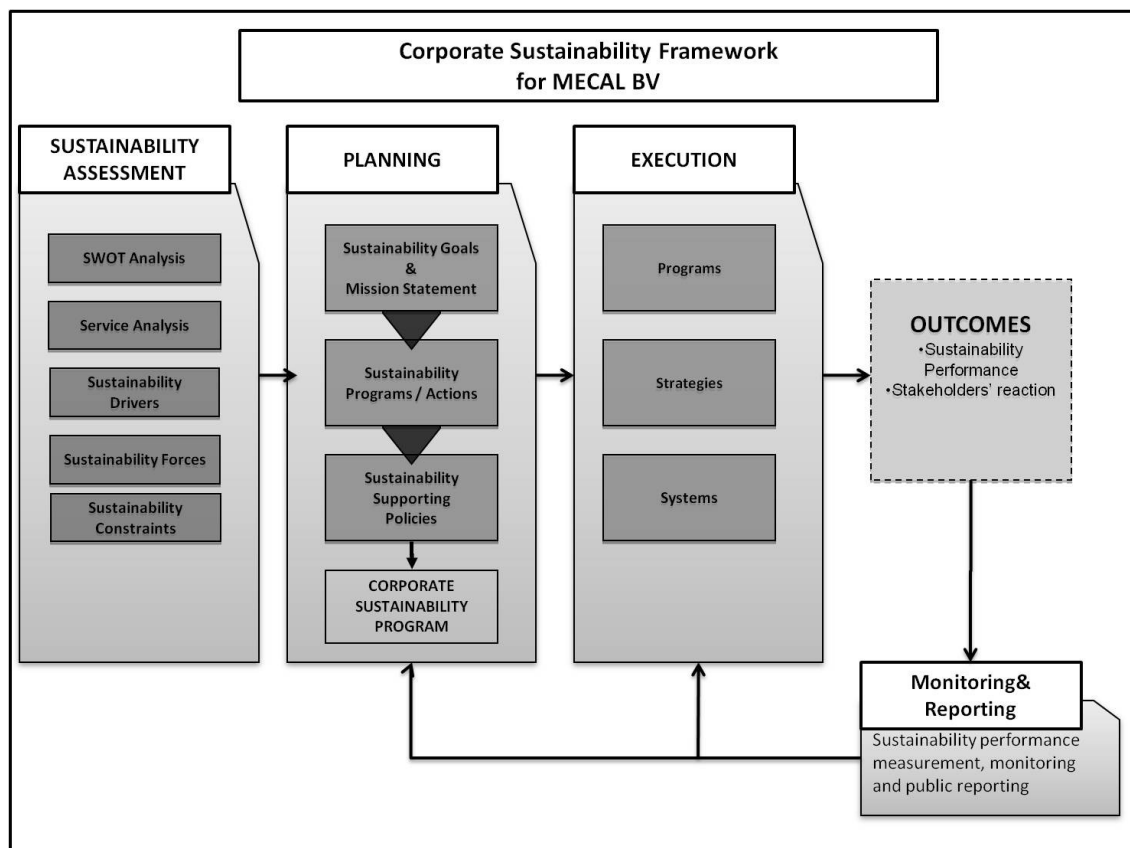 Corporate Sustainability Framework
for MECAL BV
SUSTAINABILITY
ASSESSMENT
SWOT Analysis
Service Analysis
Sustainability
Drivers
Sustainability Forces
Sustainability
Constraints
PLANNING
Sustainability Goals
&
Mission Statement
Sustainability
Programs / Actions
Sustainability
Supporting
Policies
CORPORATE
SUSTAINABILITY
PROGRAM
EXECUTION
Programs
Strategies
Systems
OUTCOMES
•Sustainability
Performance
•Stakeholders’ reaction
Monitoring&
Reporting
Sustainability performance
measurement, monitoring
and public reporting